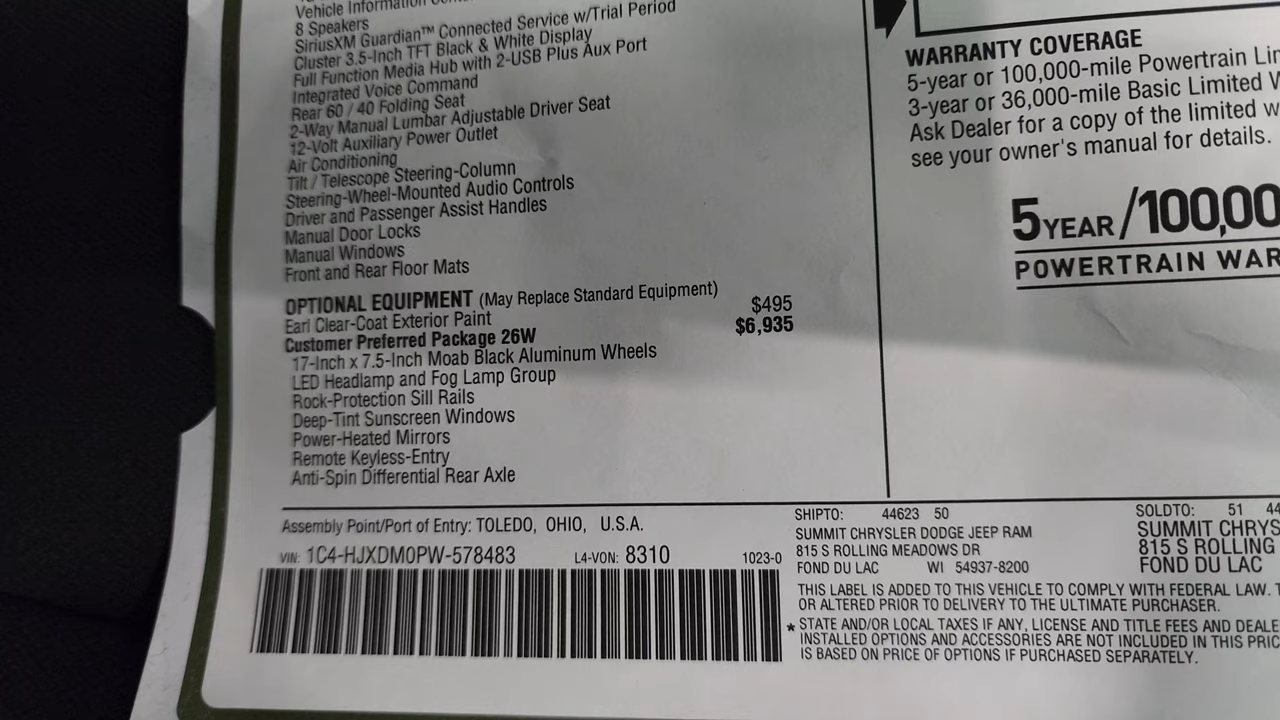 Vehicle Information
8 Speakers
SiriusXM Guardian™ Connected Service w/Trial Period
Cluster 3.5-Inch TFT Black & White Display
Full Function Media Hub with 2-USB Plus Aux Port
Integrated Voice Command
Rear 60 / 40 Folding Seat
2-Way Manual Lumbar Adjustable Driver Seat
12-Volt Auxiliary Power Outlet
Air Conditioning
Tilt / Telescope Steering-Column
Steering-Wheel-Mounted Audio Controls
Driver and Passenger Assist Handles
Manual Door Locks
Manual Windows
Front and Rear Floor Mats
OPTIONAL EQUIPMENT (May Replace Standard Equipment)
Earl Clear-Coat Exterior Paint $495
Customer Preferred Package 26W $6,935
17-Inch x 7.5-Inch Moab Black Aluminum Wheels
LED Headlamp and Fog Lamp Group
Rock-Protection Sill Rails
Deep-Tint Sunscreen Windows
Power-Heated Mirrors
Remote Keyless-Entry
Anti-Spin Differential Rear Axle
WARRANTY COVERAGE
5-year or 100,000-mile Powertrain
3-year or 36,000-mile Basic Limited
Ask Dealer for a copy of the limited
see your owner's manual for details.
5 YEAR/100,00
POWERTRAIN WAR
Assembly Point/Port of Entry: TOLEDO, OHIO, U.S.A.
VIN: 1C4-HJXDM0PW-578483 L4-VON: 8310 1023-0
SHIPTO: 44623 50
SUMMIT CHRYSLER DODGE JEEP RAM
815 S ROLLING MEADOWS DR
FOND DU LAC WI 54937-8200
SOLDTO: 51 44
SUMMIT CHRYS
815 S ROLLING
FOND DU LAC
THIS LABEL IS ADDED TO THIS VEHICLE TO COMPLY WITH FEDERAL LAW.
OR ALTERED PRIOR TO DELIVERY TO THE ULTIMATE PURCHASER.
* STATE AND/OR LOCAL TAXES IF ANY, LICENSE AND TITLE FEES AND DEALE
INSTALLED OPTIONS AND ACCESSORIES ARE NOT INCLUDED IN THIS PRIC
IS BASED ON PRICE OF OPTIONS IF PURCHASED SEPARATELY.